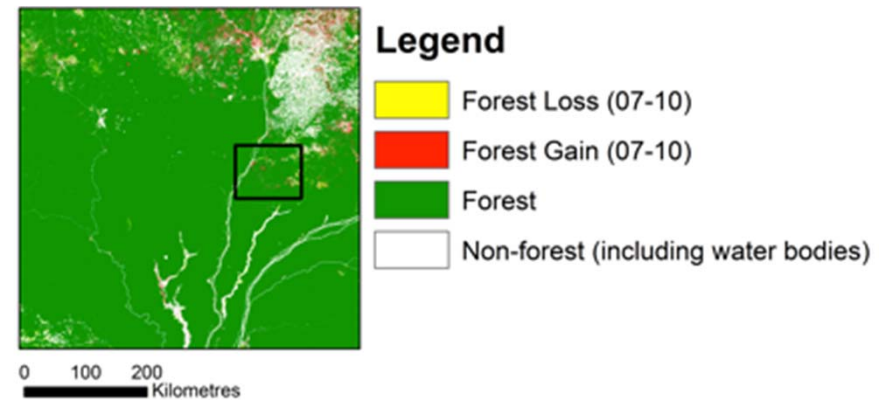 Legend
Forest Loss (07-10)
Forest Gain (07-10)
Forest
Non-forest (including water bodies)
0 100 200
Kilometres